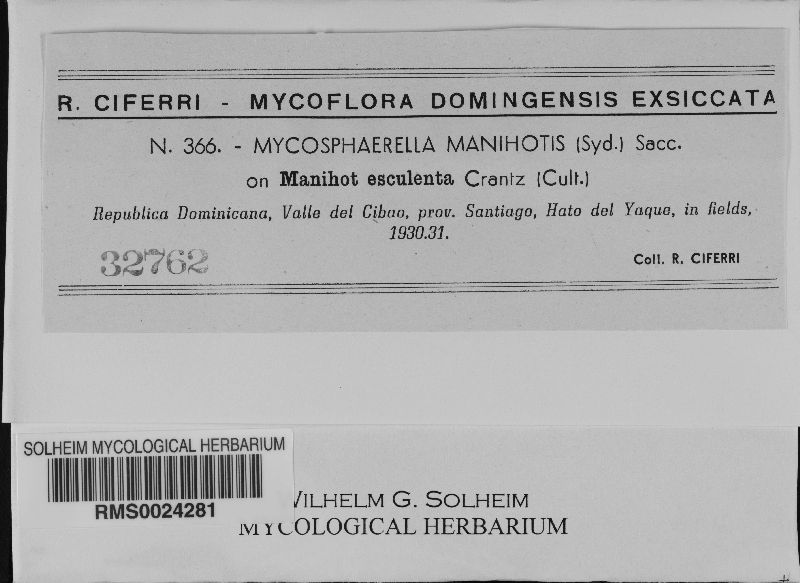 R. CIFERRI - MYCOFLORA DOMINGENSIS EXSICCATA
N. 366. - MYCOSPHAERELLA MANIHOTIS (Syd.) Sacc.
on Manihot esculenta Crantz (Cult.)
Republica Dominicana, Valle del Cibao, prov. Santiago, Hato del Yaque, in fields,
1930.31.
32762
Coll. R. CIFERRI
SOLHEIM MYCOLOGICAL HERBARIUM
RMS0024281
WILHELM G. SOLHEIM
MYCOLOGICAL HERBARIUM